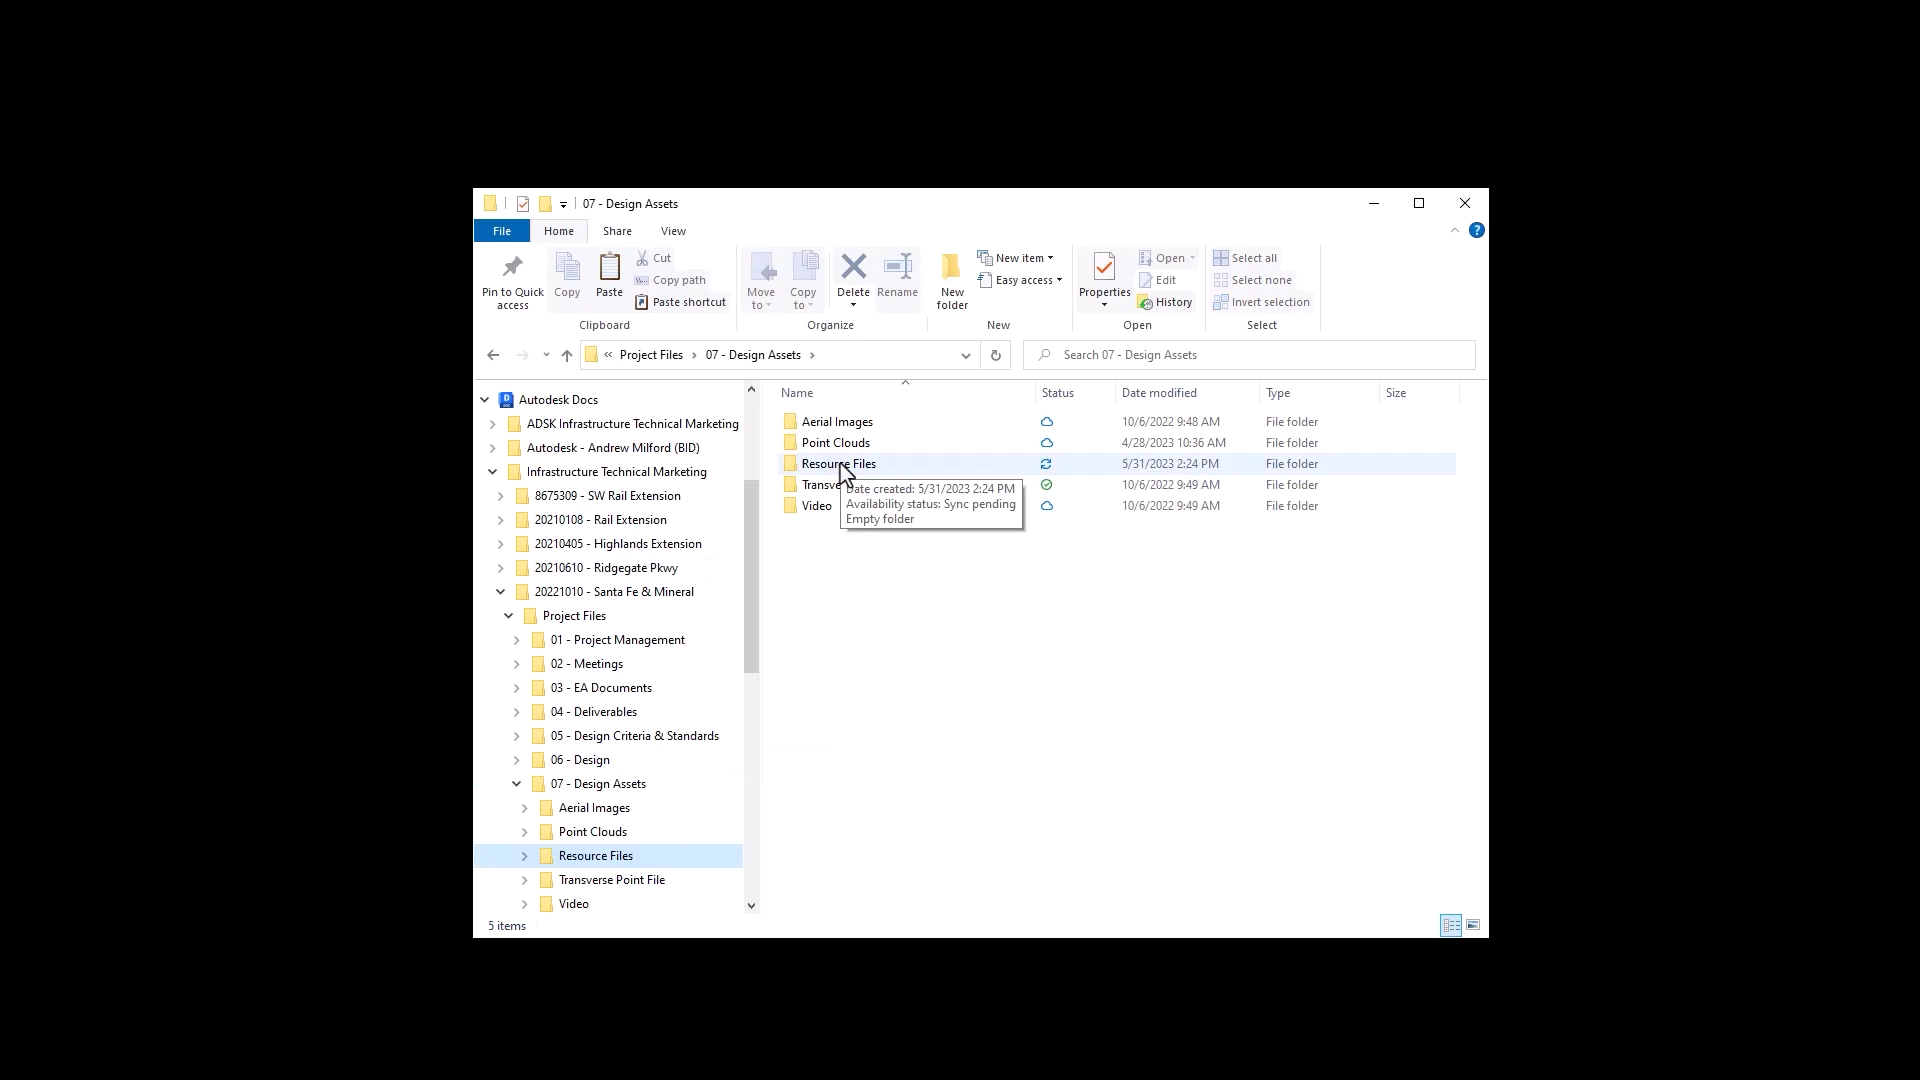 07 - Design Assets
File Home Share View
Pin to Quick access
Copy
Paste
Cut
Copy path
Paste shortcut
Clipboard
Move to
Copy to
Delete
Rename
Organize
New folder
New item
Easy access
New
Properties
Open
Edit
History
Open
Select all
Select none
Invert selection
Select
« Project Files › 07 - Design Assets ›
Search 07 - Design Assets
Autodesk Docs
ADSK Infrastructure Technical Marketing
Autodesk - Andrew Milford (BID)
Infrastructure Technical Marketing
8675309 - SW Rail Extension
20210108 - Rail Extension
20210405 - Highlands Extension
20210610 - Ridgegate Pkwy
20221010 - Santa Fe & Mineral
Project Files
01 - Project Management
02 - Meetings
03 - EA Documents
04 - Deliverables
05 - Design Criteria & Standards
06 - Design
07 - Design Assets
Aerial Images
Point Clouds
Resource Files
Transverse Point File
Video
Name Status Date modified Type Size
Aerial Images 10/6/2022 9:48 AM File folder
Point Clouds 4/28/2023 10:36 AM File folder
Resource Files 5/31/2023 2:24 PM File folder
Transve 10/6/2022 9:49 AM File folder
Video 10/6/2022 9:49 AM File folder
Date created: 5/31/2023 2:24 PM
Availability status: Sync pending
Empty folder
5 items